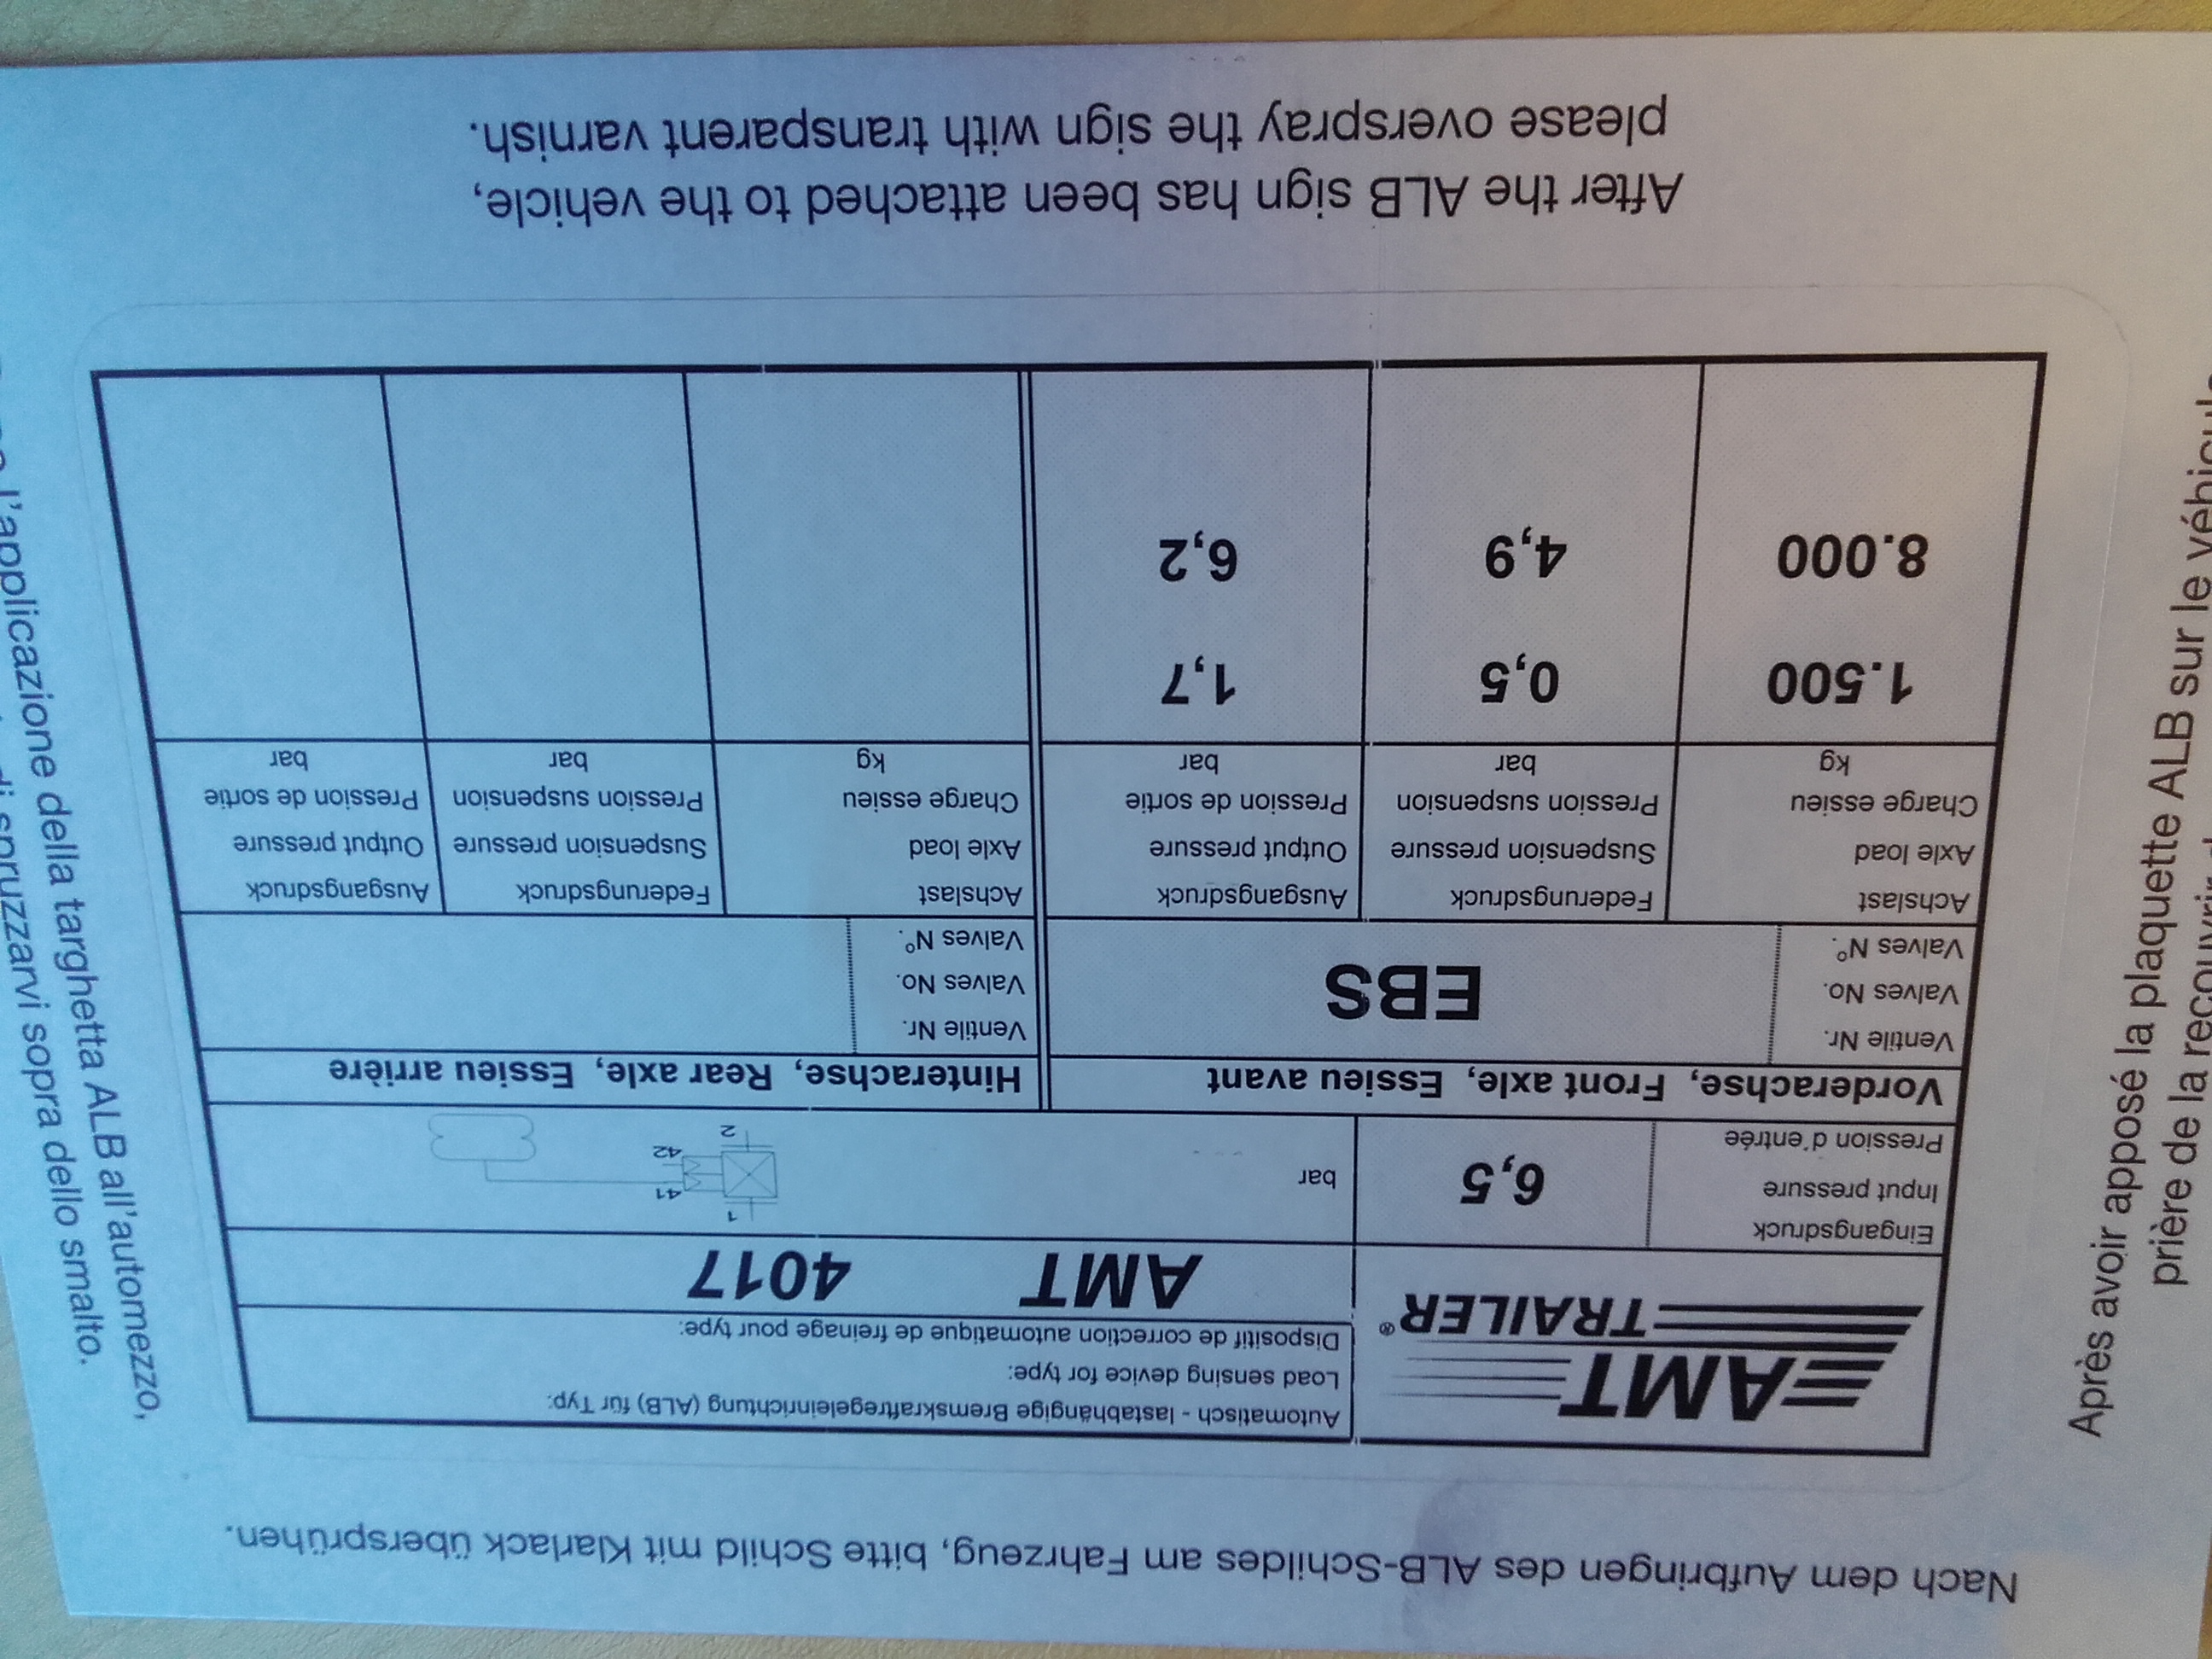 Nach dem Aufbringen des ALB-Schildes am Fahrzeug, bitte Schild mit Klarlack übersprühen.
AMT
TRAILER®
Automatisch - lastabhängige Bremskraftregeleinrichtung (ALB) für Typ:
Load sensing device for type:
Dispositif de correction automatique de freinage pour type:
AMT 4017
Eingangsdruck
Input pressure
Pression d'entrée
6,5
bar
1
41
42
2
Vorderachse, Front axle, Essieu avant
Hinterachse, Rear axle, Essieu arrière
Ventile Nr.
Valves No.
Valves N°.
EBS
Ventile Nr.
Valves No.
Valves N°.
Achslast
Axle load
Charge essieu
kg
Federungsdruck
Suspension pressure
Pression suspension
bar
Ausgangsdruck
Output pressure
Pression de sortie
bar
Achslast
Axle load
Charge essieu
kg
Federungsdruck
Suspension pressure
Pression suspension
bar
Ausgangsdruck
Output pressure
Pression de sortie
bar
1.500 0,5 1,7
8.000 4,9 6,2
After the ALB sign has been attached to the vehicle,
please overspray the sign with transparent varnish.
Après avoir apposé la plaquette ALB sur le véhicule
prière de la recouvrir
l'applicazione della targhetta ALB all'automezzo,
di spruzzarvi sopra dello smalto.